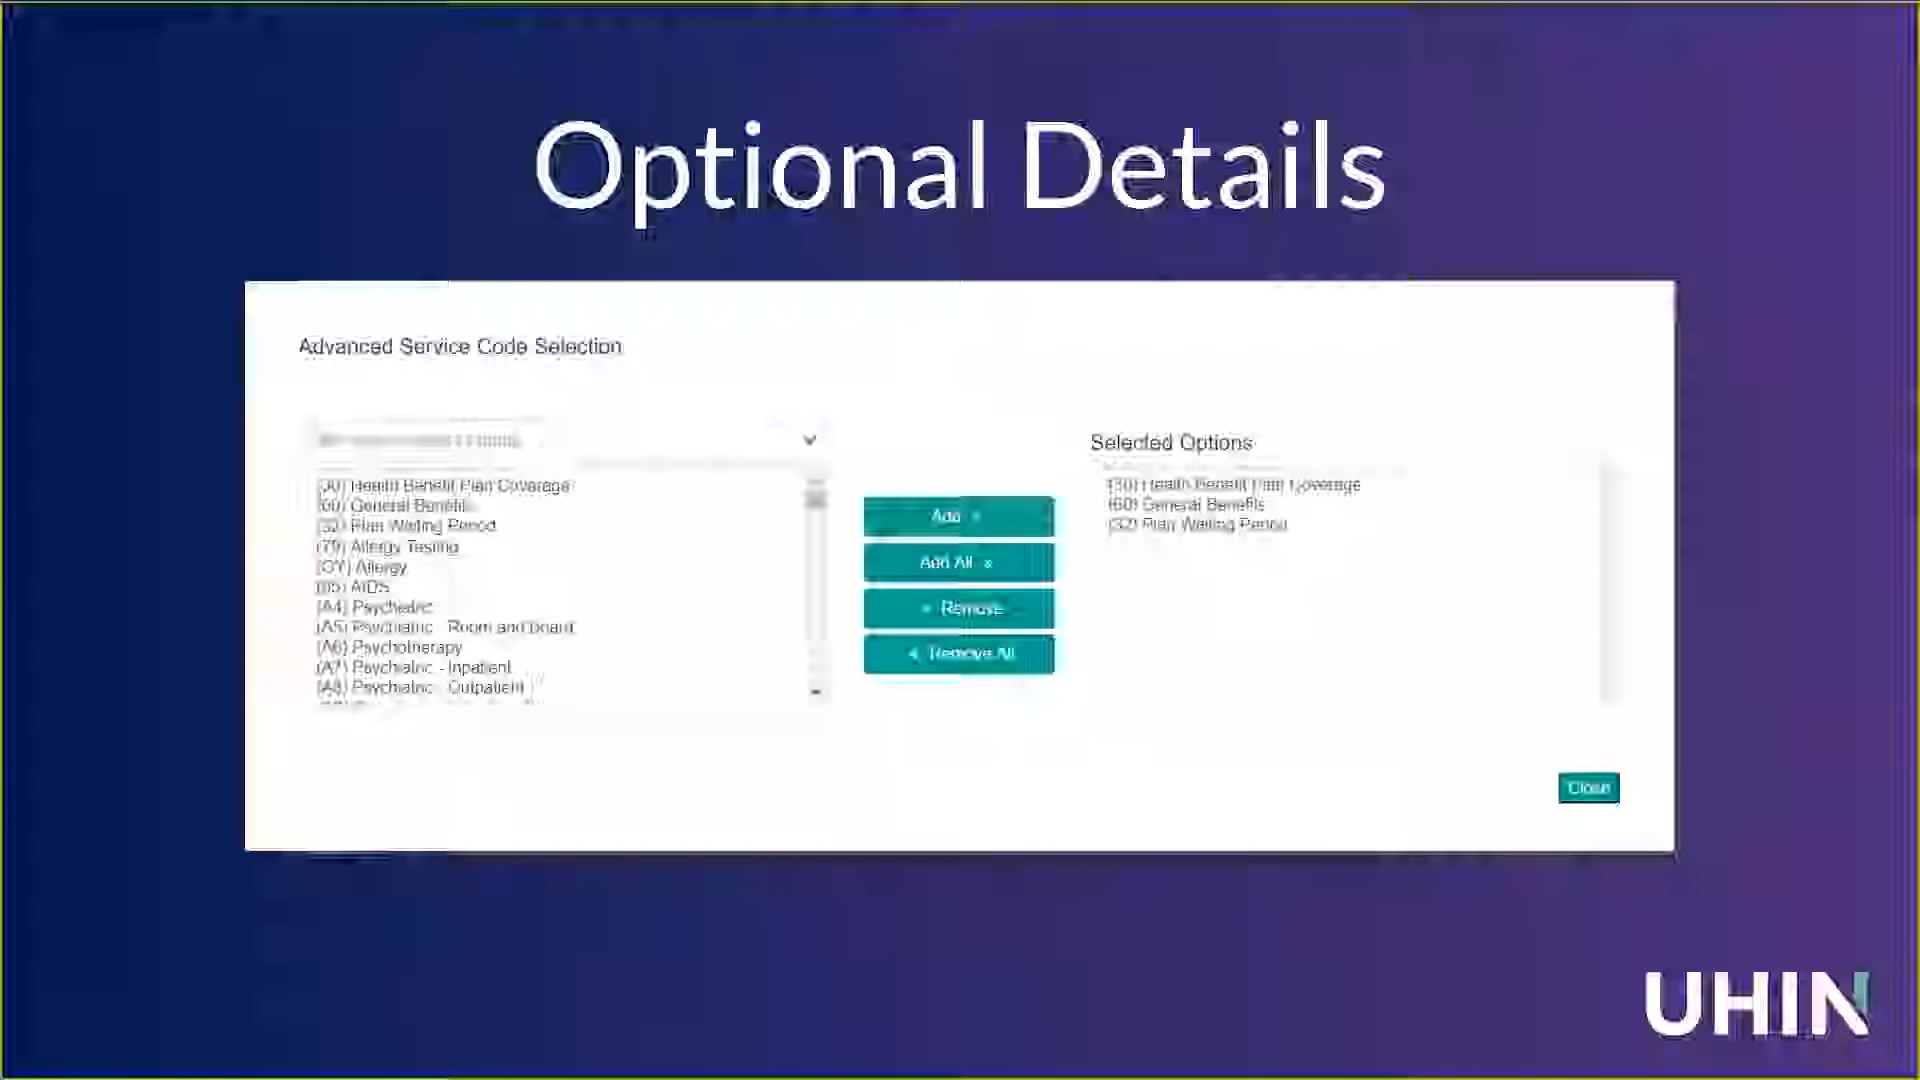 Optional Details
Advanced Service Code Selection
(30) Health Benefit Plan Coverage
(60) General Benefits
(32) Plan Waiting Period
(79) Allergy Testing
(GY) Allergy
(85) AIDS
(A4) Psychiatric
(A5) Psychiatric - Room and Board
(A6) Psychotherapy
(A7) Psychiatric - Inpatient
(A8) Psychiatric - Outpatient
Add
Add All
Remove
Remove All
Selected Options
(30) Health Benefit Plan Coverage
(60) General Benefits
(32) Plan Waiting Period
Close
UHIN